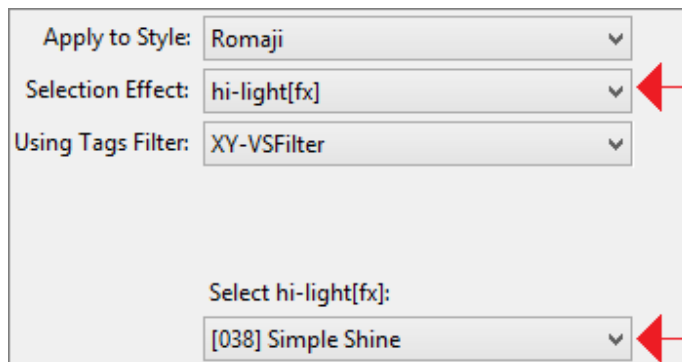 Apply to Style: Romaji
Selection Effect: hi-light[fx]
Using Tags Filter: XY-VSFilter
Select hi-light[fx]:
[038] Simple Shine